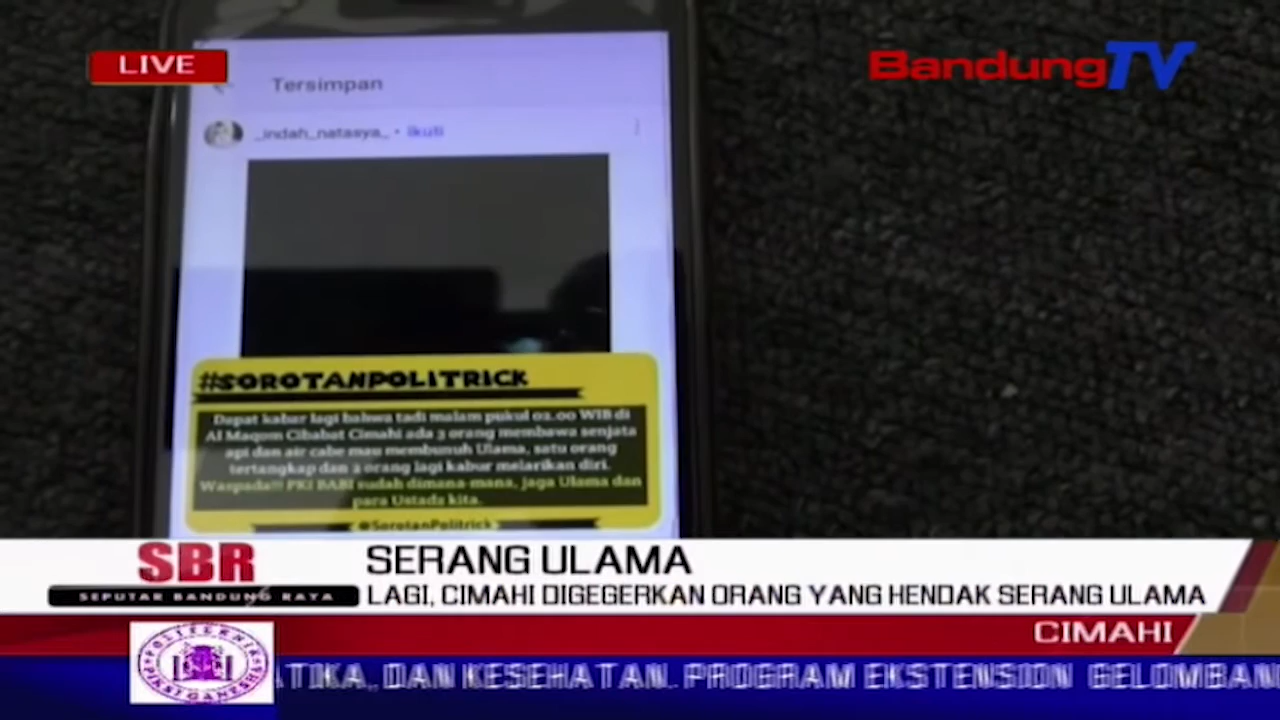 LIVE
BandungTV
Tersimpan
_indah_natasya_ • Ikuti
#SOROTANPOLITRICK
Dapat kabar lagi bahwa tadi malam pukul 02.00 WIB di
Al Maqom Cibabat Cimahi ada 3 orang membawa senjata
api dan air cabe mau membunuh Ulama, satu orang
tertangkap dan 2 orang lagi kabur melarikan diri.
Waspada!!! PKI BABI sudah dimana-mana, jaga Ulama dan
para Ustadz kita.
@SorotanPolitrick
SBR
SEPUTAR BANDUNG RAYA
SERANG ULAMA
LAGI, CIMAHI DIGEGERKAN ORANG YANG HENDAK SERANG ULAMA
CIMAHI
POLITEKNIK
PIKSI GANESHA
ATIKA,, DAN KESEHATAN. PROGRAM EKSTENSION GELOMBAN